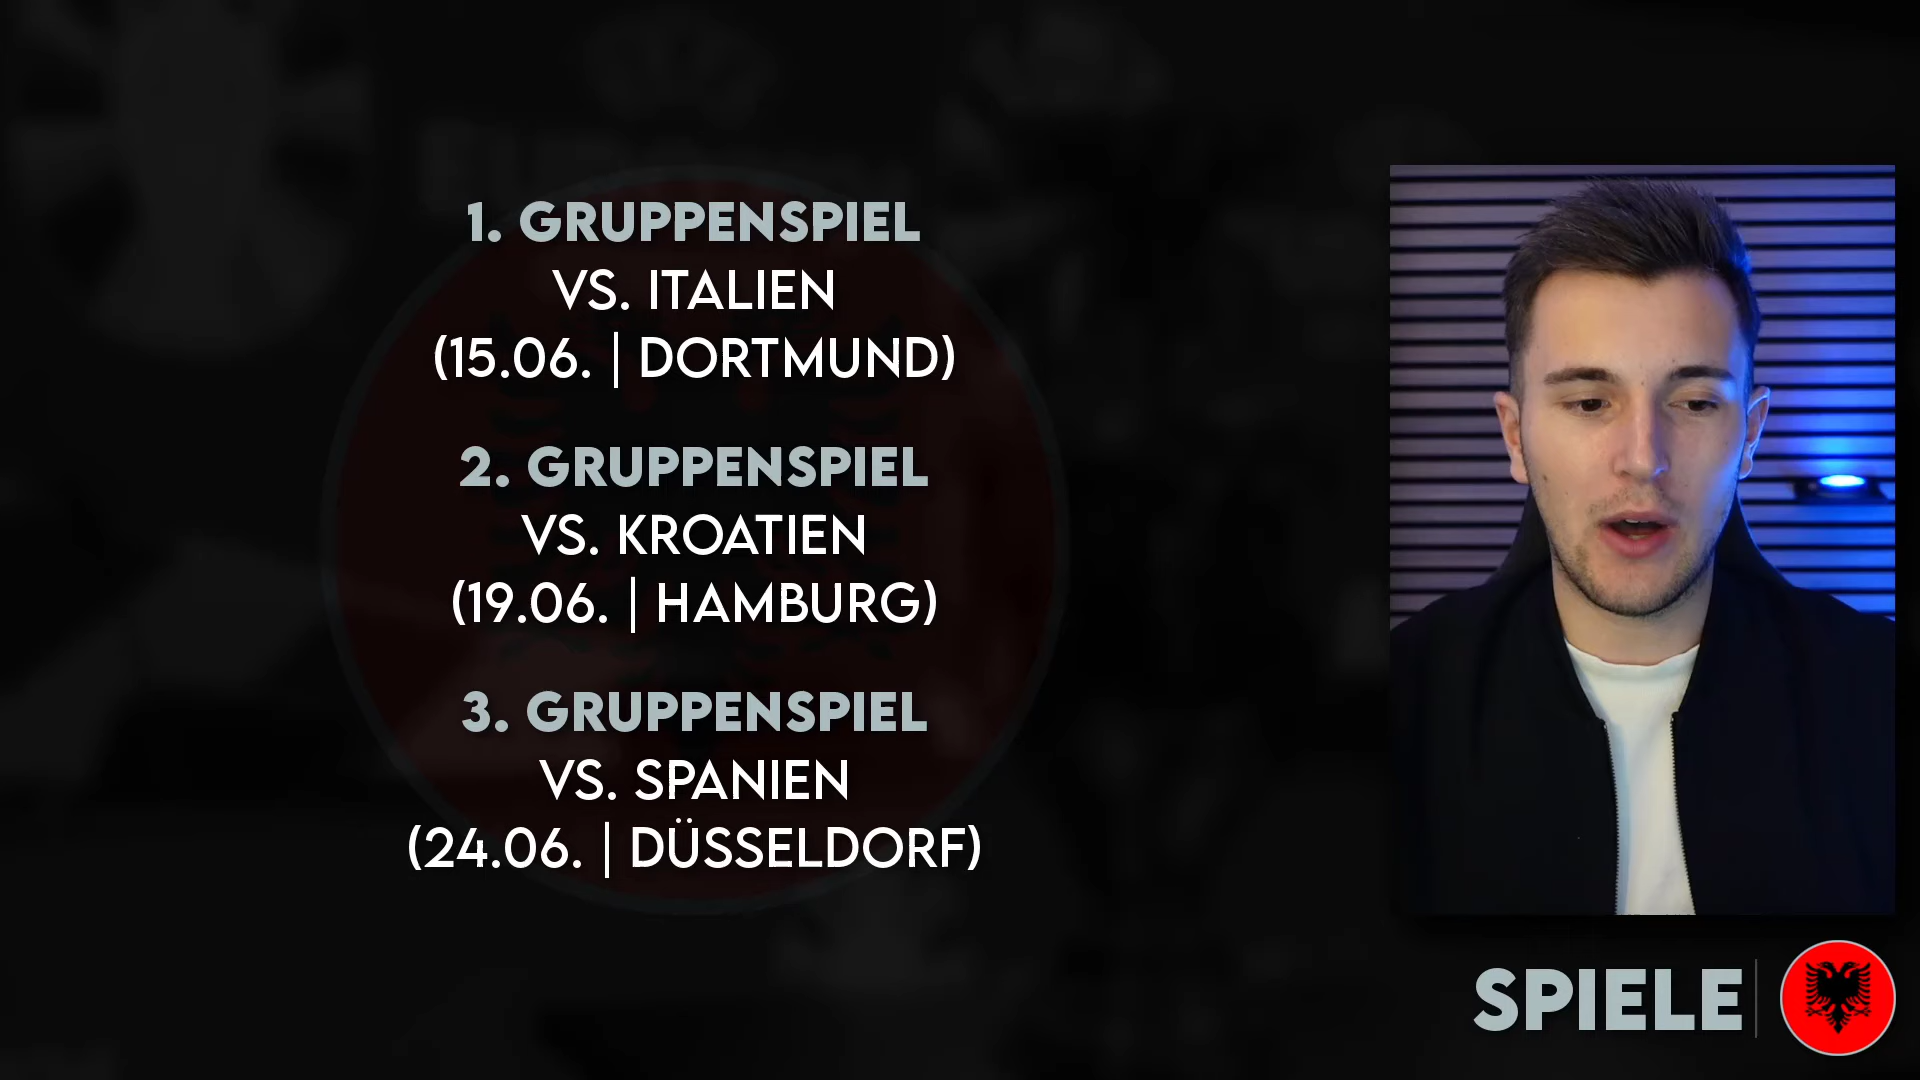 1. GRUPPENSPIEL
VS. ITALIEN
(15.06. | DORTMUND)
2. GRUPPENSPIEL
VS. KROATIEN
(19.06. | HAMBURG)
3. GRUPPENSPIEL
VS. SPANIEN
(24.06. | DÜSSELDORF)
SPIELE